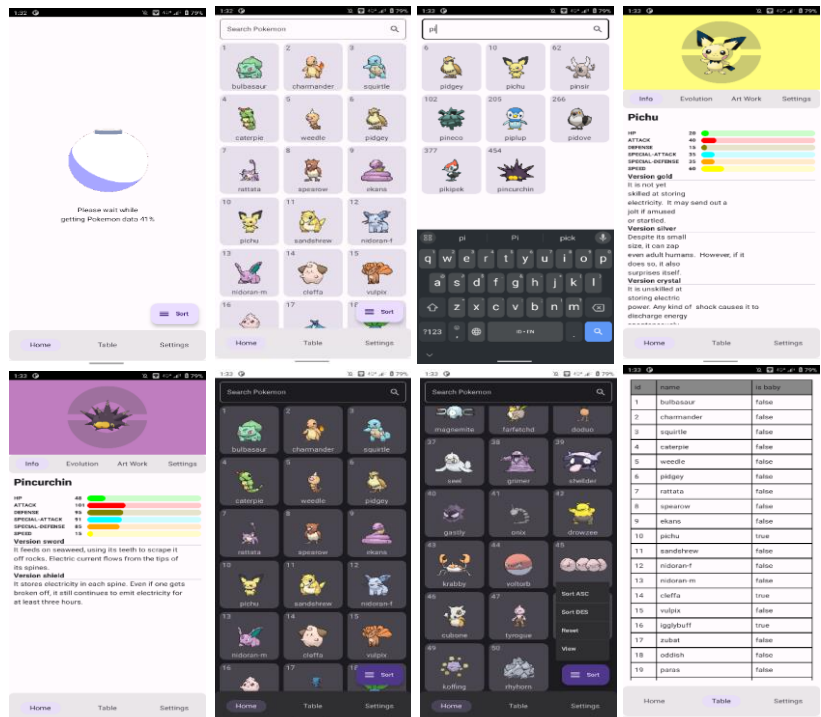 1:32
79%
Please wait while
getting Pokemon data 41%
Sort
Home Table Settings
1:32
79%
Search Pokemon
1 2 3
bulbasaur charmander squirtle
4 5 6
caterpie weedle pidgey
7 8 9
rattata spearow ekans
10 11 12
pichu sandshrew nidoran-f
13 14 15
nidoran-m cleffa vulpix
16 17 18
Sort
Home Table Settings
1:33
79%
pi
6 10 62
pidgey pichu pinsir
102 205 266
pineco piplup pidove
377 454
pikipek pincurchin
pi Pi pick
q w e r t y u i o p
a s d f g h j k l
z x c v b n m
?123 .
1:33
79%
Info Evolution Art Work Settings
Pichu
HP 20
ATTACK 40
DEFENSE 15
SPECIAL-ATTACK 35
SPECIAL-DEFENSE 35
SPEED 60
Version gold
It is not yet
skilled at storing
electricity. It may send out a
jolt if amused
or startled.
Version silver
Despite its small
size, it can zap
even adult humans. However, if it
does so, it also
surprises itself.
Version crystal
It is unskilled at
storing electric
power. Any kind of shock causes it to
discharge energy
spontaneously.
Home Table Settings
1:33
79%
Info Evolution Art Work Settings
Pincurchin
HP 48
ATTACK 101
DEFENSE 95
SPECIAL-ATTACK 91
SPECIAL-DEFENSE 85
SPEED 15
Version sword
It feeds on seaweed, using its teeth to scrape it
off rocks. Electric current flows from the tips of
its spines.
Version shield
It stores electricity in each spine. Even if one gets
broken off, it still continues to emit electricity for
at least three hours.
Home Table Settings
1:33
79%
Search Pokemon
1 2 3
bulbasaur charmander squirtle
4 5 6
caterpie weedle pidgey
7 8 9
rattata spearow ekans
10 11 12
pichu sandshrew nidoran-f
13 14 15
nidoran-m cleffa vulpix
16 17
Sort
Home Table Settings
1:33
79%
Search Pokemon
magnemite farfetchd doduo
37 38 39
seel grimer shellder
40 41 42
gastly onix drowzee
43 44 45
krabby voltorb
46 47
cubone tyrogue
49 50
koffing rhyhorn
Sort ASC
Sort DES
Reset
View
Sort
Home Table Settings
1:33
79%
id name is baby
1 bulbasaur false
2 charmander false
3 squirtle false
4 caterpie false
5 weedle false
6 pidgey false
7 rattata false
8 spearow false
9 ekans false
10 pichu true
11 sandshrew false
12 nidoran-f false
13 nidoran-m false
14 cleffa true
15 vulpix false
16 igglybuff true
17 zubat false
18 oddish false
19 paras false
Home Table Settings